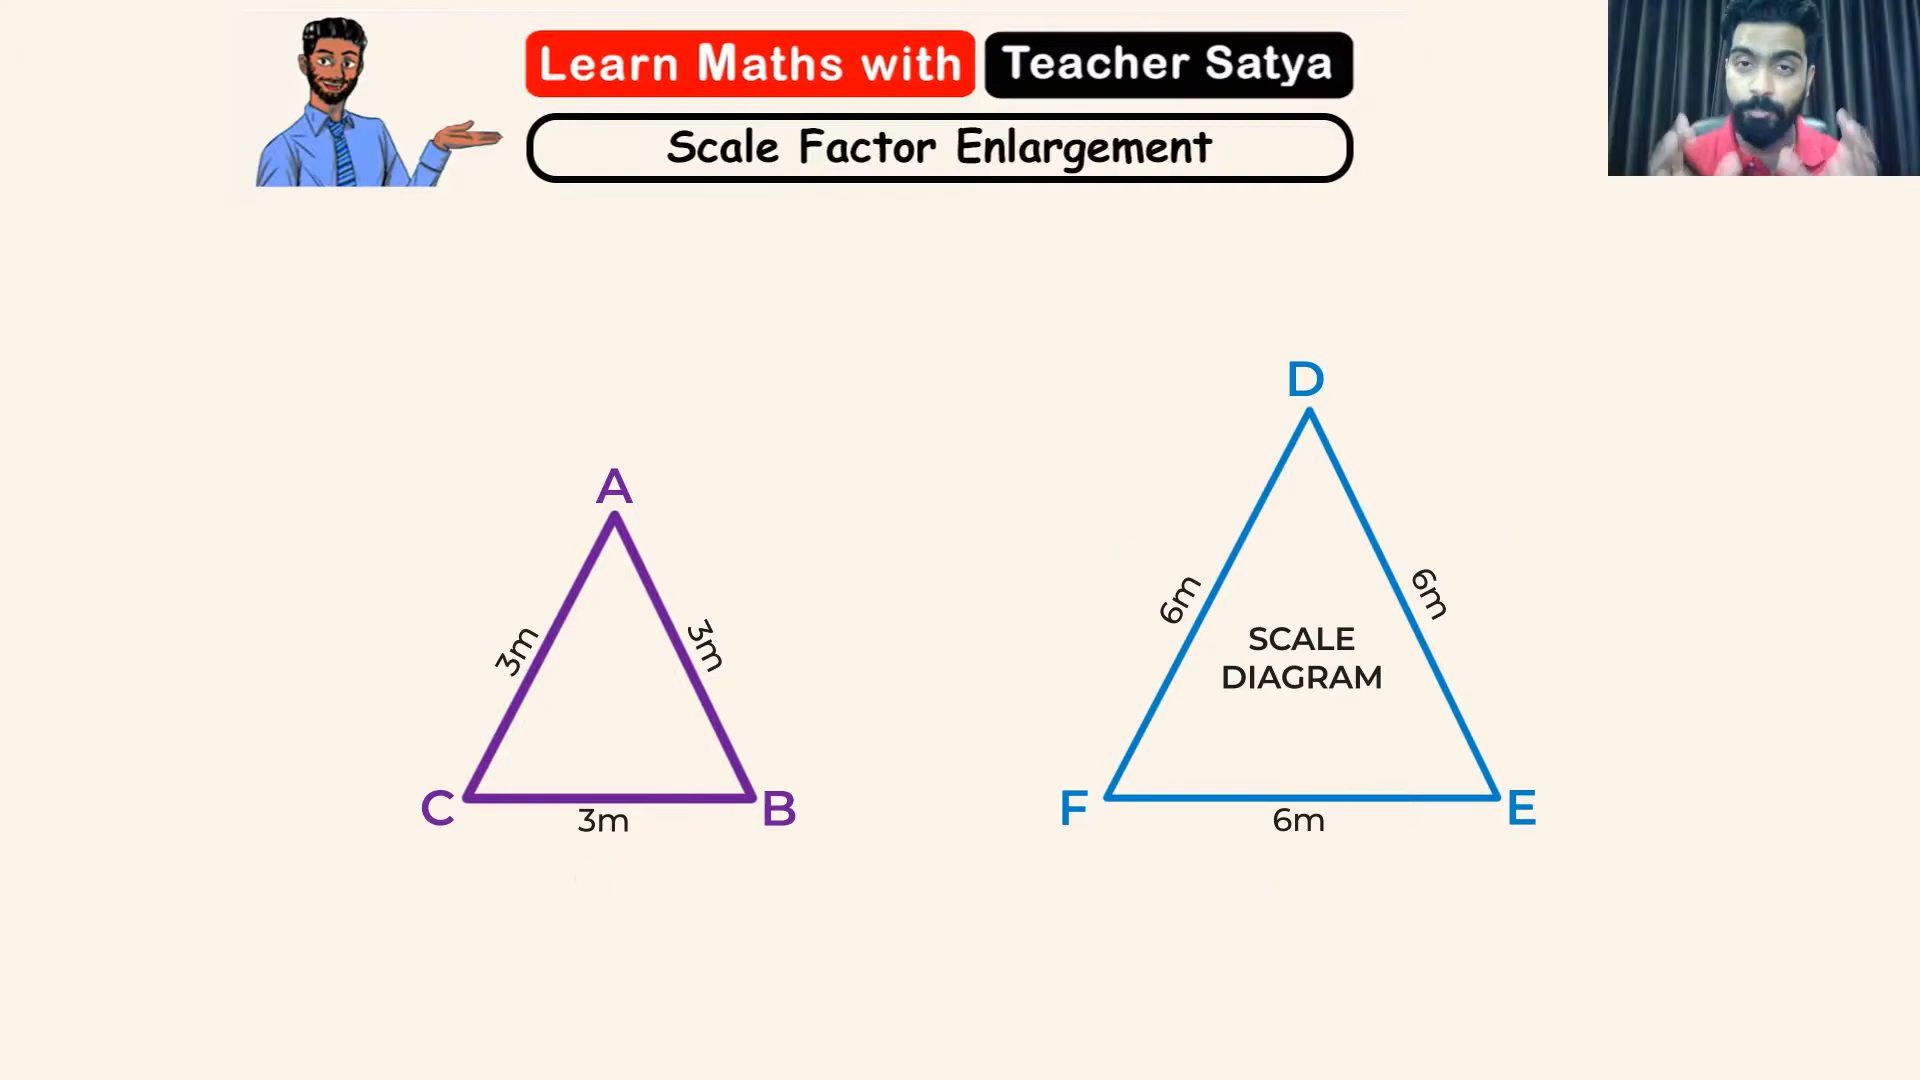 Learn Maths with Teacher Satya
Scale Factor Enlargement
A
3m
3m
C
B
3m
D
6m
6m
SCALE
DIAGRAM
F
E
6m